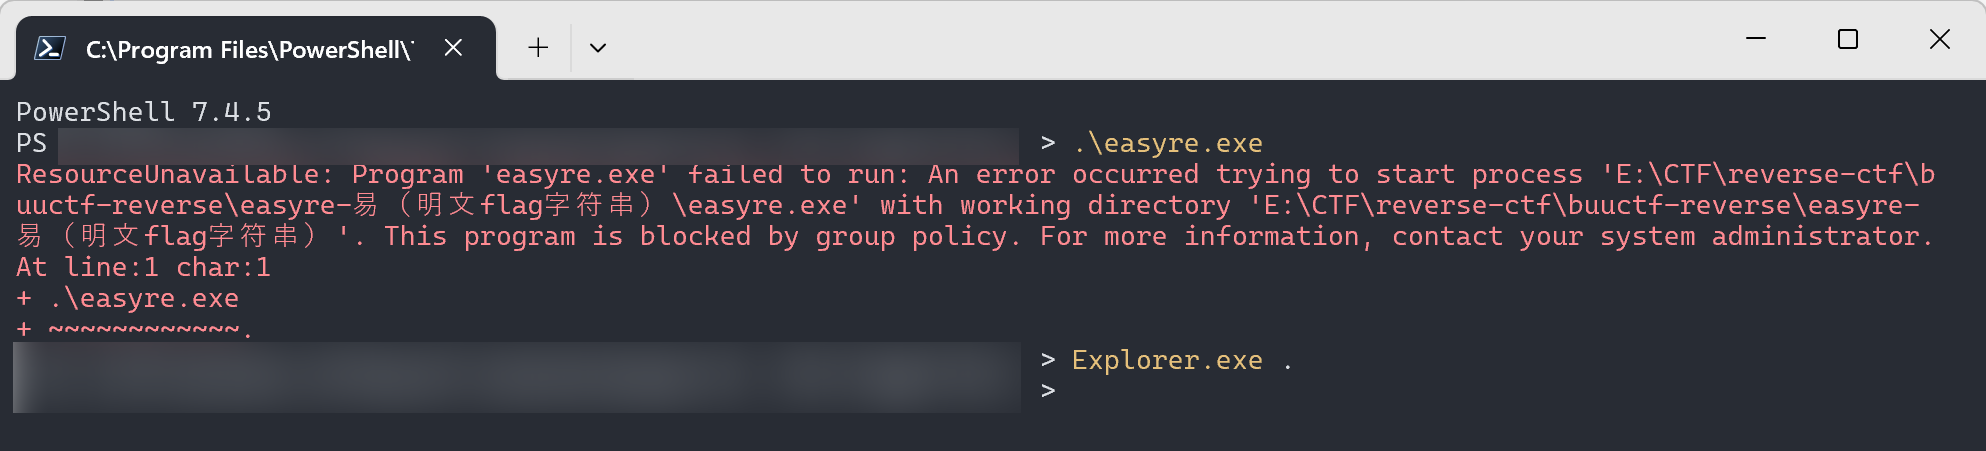 C:\Program Files\PowerShell\
PowerShell 7.4.5
PS > .\easyre.exe
ResourceUnavailable: Program 'easyre.exe' failed to run: An error occurred trying to start process 'E:\CTF\reverse-ctf\b
uuctf-reverse\easyre-易（明文flag字符串）\easyre.exe' with working directory 'E:\CTF\reverse-ctf\buuctf-reverse\easyre-
易（明文flag字符串）'. This program is blocked by group policy. For more information, contact your system administrator.
At line:1 char:1
+ .\easyre.exe
+ ~~~~~~~~~~~~.
> Explorer.exe .
>